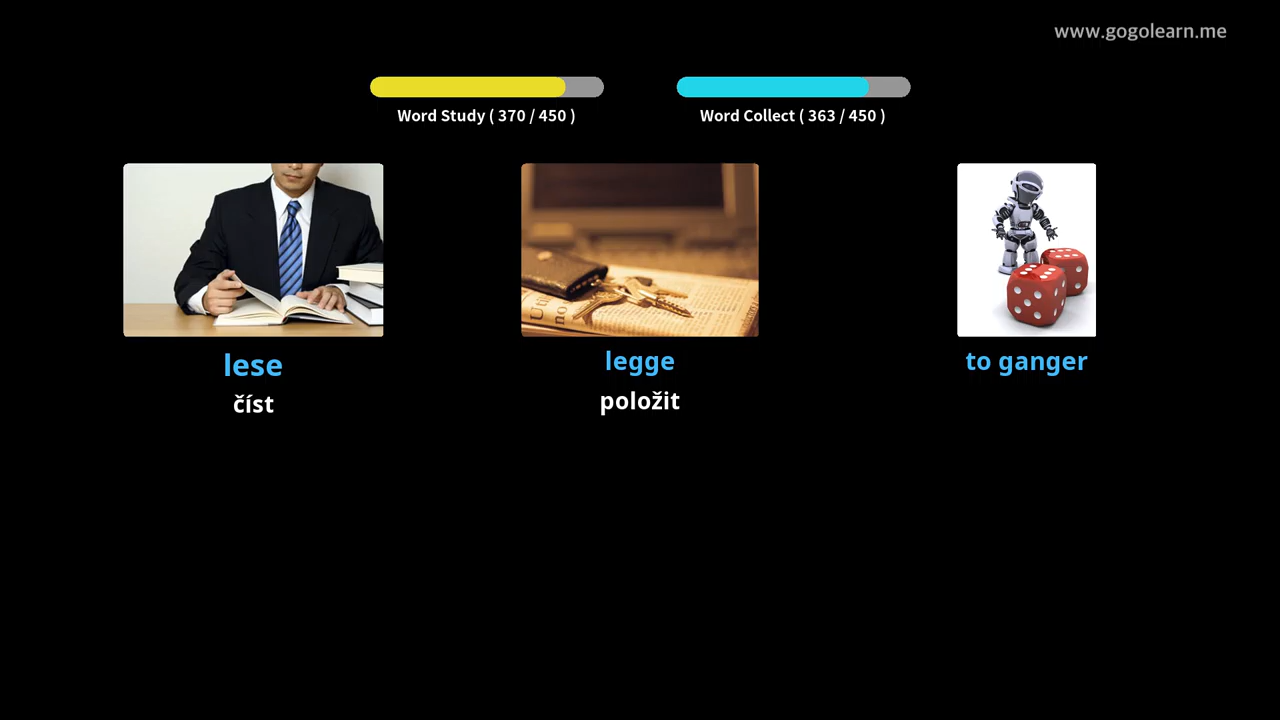 www.gogolearn.me
Word Study ( 370 / 450 )
Word Collect ( 363 / 450 )
lese
číst
legge
položit
to ganger